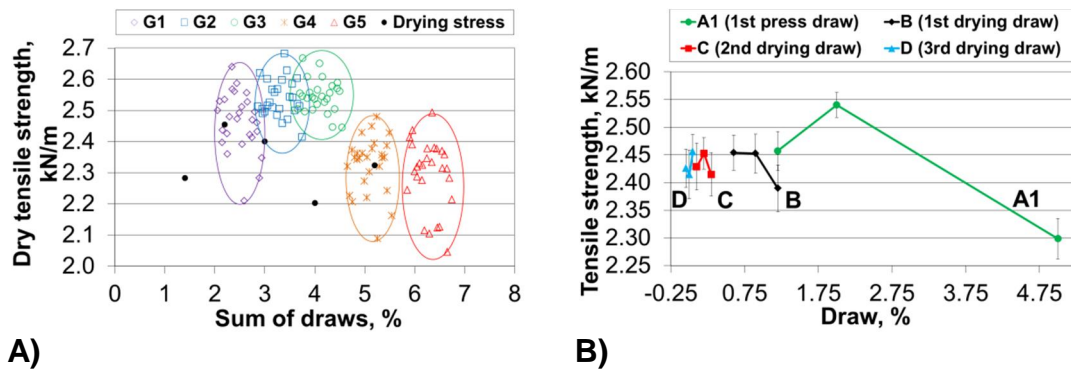 G1 G2 G3 G4 G5 Drying stress
Dry tensile strength,
kN/m
2.7
2.6
2.5
2.4
2.3
2.2
2.1
2.0
0 1 2 3 4 5 6 7 8
Sum of draws, %
A)
A1 (1st press draw) B (1st drying draw)
C (2nd drying draw) D (3rd drying draw)
Tensile strength, kN/m
2.60
2.55
2.50
2.45
2.40
2.35
2.30
2.25
D C B A1
-0.25 0.75 1.75 2.75 3.75 4.75
Draw, %
B)